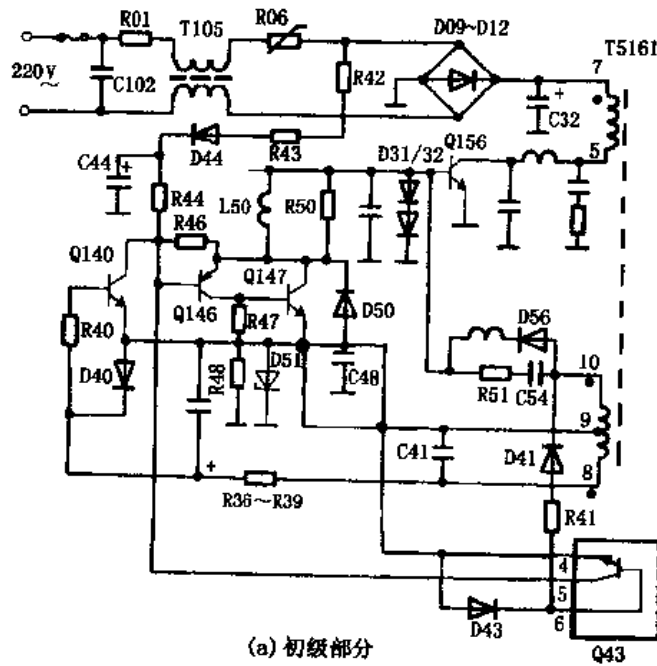 R01
T105
R06
D09~D12
T516
7
220V
~
C102
R42
+
C32
D44
R43
C44
+
D31/32
Q156
5
R44
L50
R50
R46
Q140
Q147
Q146
R47
D50
R40
D56
D40
R48
D51
C48
R51
C54
10
9
C41
D41
8
+
R36~R39
R41
4
5
6
D43
Q43
(a)初级部分